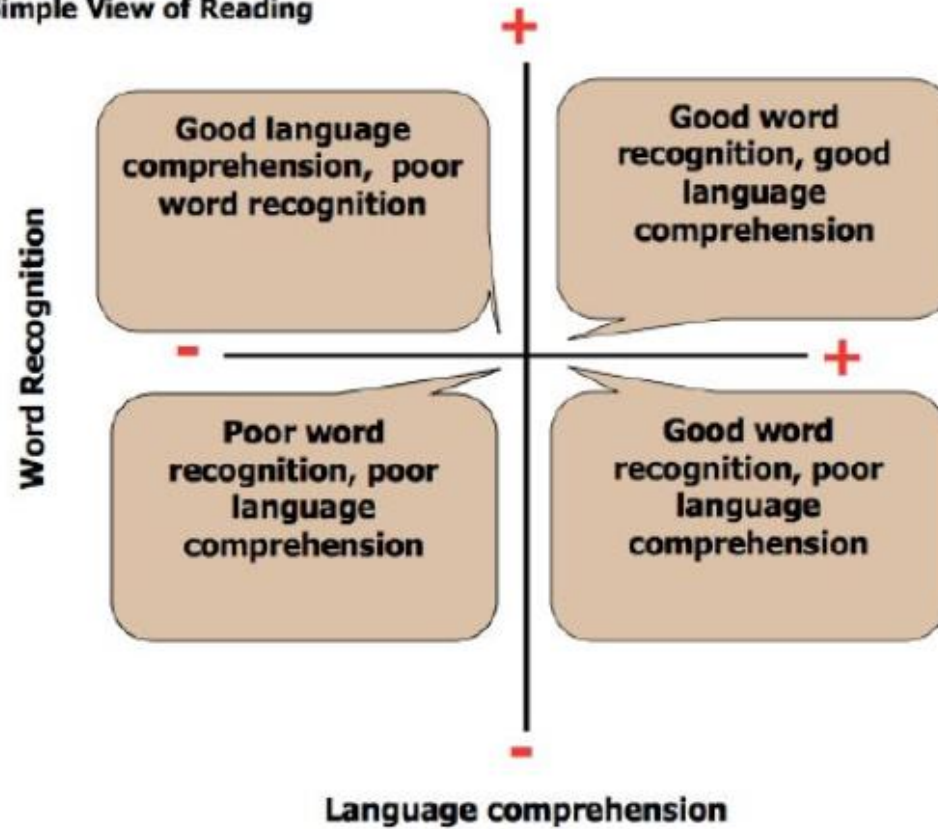 Simple View of Reading
+
Good language
comprehension, poor
word recognition
Good word
recognition, good
language
comprehension
Word Recognition
-
+
Poor word
recognition, poor
language
comprehension
Good word
recognition, poor
language
comprehension
-
Language comprehension